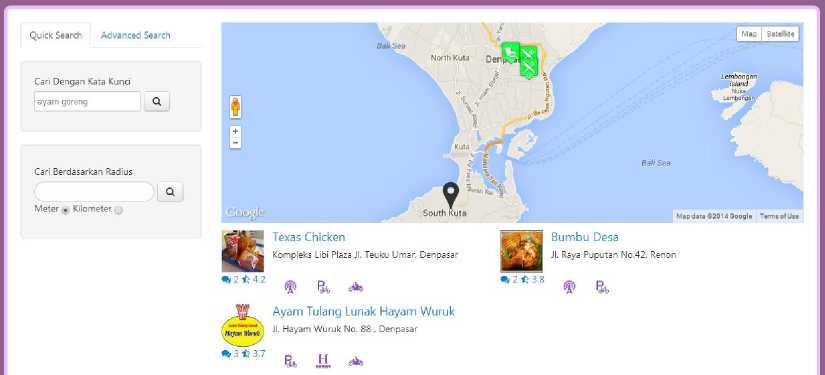 Quick Search
Advanced Search
Cari Dengan Kata Kunci
ayam goreng
Cari Berdasarkan Radius
Meter Kilometer
Map Satellite
Bali Sea
North Kuta
Denpasar
Lembongan Island
Nusa Lembongan
Kuta
Bali Sea
South Kuta
Google
Map data ©2014 Google Terms of Use
Texas Chicken
Kompleks Libi Plaza Jl. Teuku Umar, Denpasar
2 4.2
Bumbu Desa
Jl. Raya Puputan No.42, Renon
2 3.8
Ayam Tulang Lunak Hayam Wuruk
Jl. Hayam Wuruk No. 88 , Denpasar
Hayam Wuruk
3 3.7